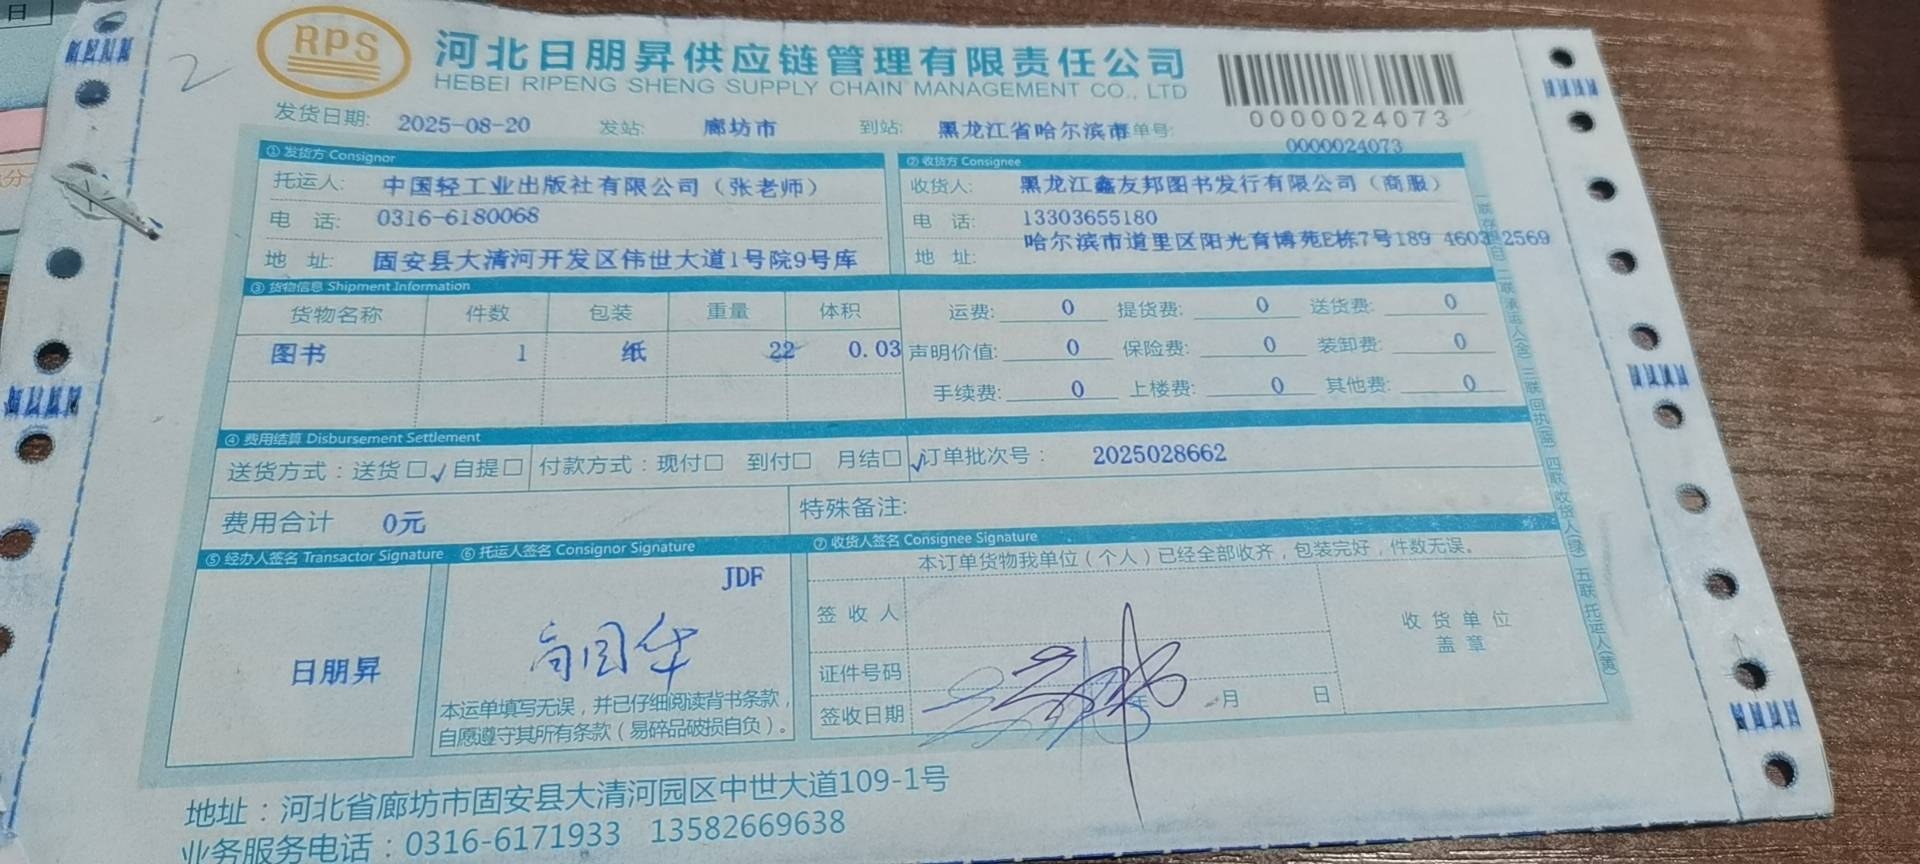 2
RPS
河北日朋昇供应链管理有限责任公司
HEBEI RIPENG SHENG SUPPLY CHAIN MANAGEMENT CO., LTD
0000024073
发货日期: 2025-08-20 发站: 廊坊市 到站: 黑龙江省哈尔滨市 单号: 0000024073
① 发货方 Consignor ② 收货方 Consignee
托运人: 中国轻工业出版社有限公司（张老师） 收货人: 黑龙江鑫友邦图书发行有限公司（商服）
电 话: 0316-6180068 电 话: 13303655180
地 址: 固安县大清河开发区伟世大道1号院9号库 地 址: 哈尔滨市道里区阳光育博苑E栋7号189 460
③ 货物信息 Shipment Information
货物名称 件数 包装 重量 体积 运费: 0 提货费: 0 送货费: 0
图书 1 纸 22 0.03 声明价值: 0 保险费: 0 装卸费: 0
手续费: 0 上楼费: 0 其他费: 0
④ 费用结算 Disbursement Settlement
送货方式：送货□√自提□ 付款方式：现付□ 到付□ 月结□√订单批次号： 2025028662
费用合计 0元 特殊备注:
⑤ 经办人签名 Transactor Signature ⑥ 托运人签名 Consignor Signature ⑦ 收货人签名 Consignee Signature
本订单货物我单位（个人）已经全部收齐，包装完好，件数无误。
JDF
签 收 人
收 货 单 位
盖 章
日朋昇
证件号码
签收日期 年 月 日
本运单填写无误，并已仔细阅读背书条款，
自愿遵守其所有条款（易碎品破损自负）。
地址：河北省廊坊市固安县大清河园区中世大道109-1号
业务服务电话：0316-6171933 13582669638